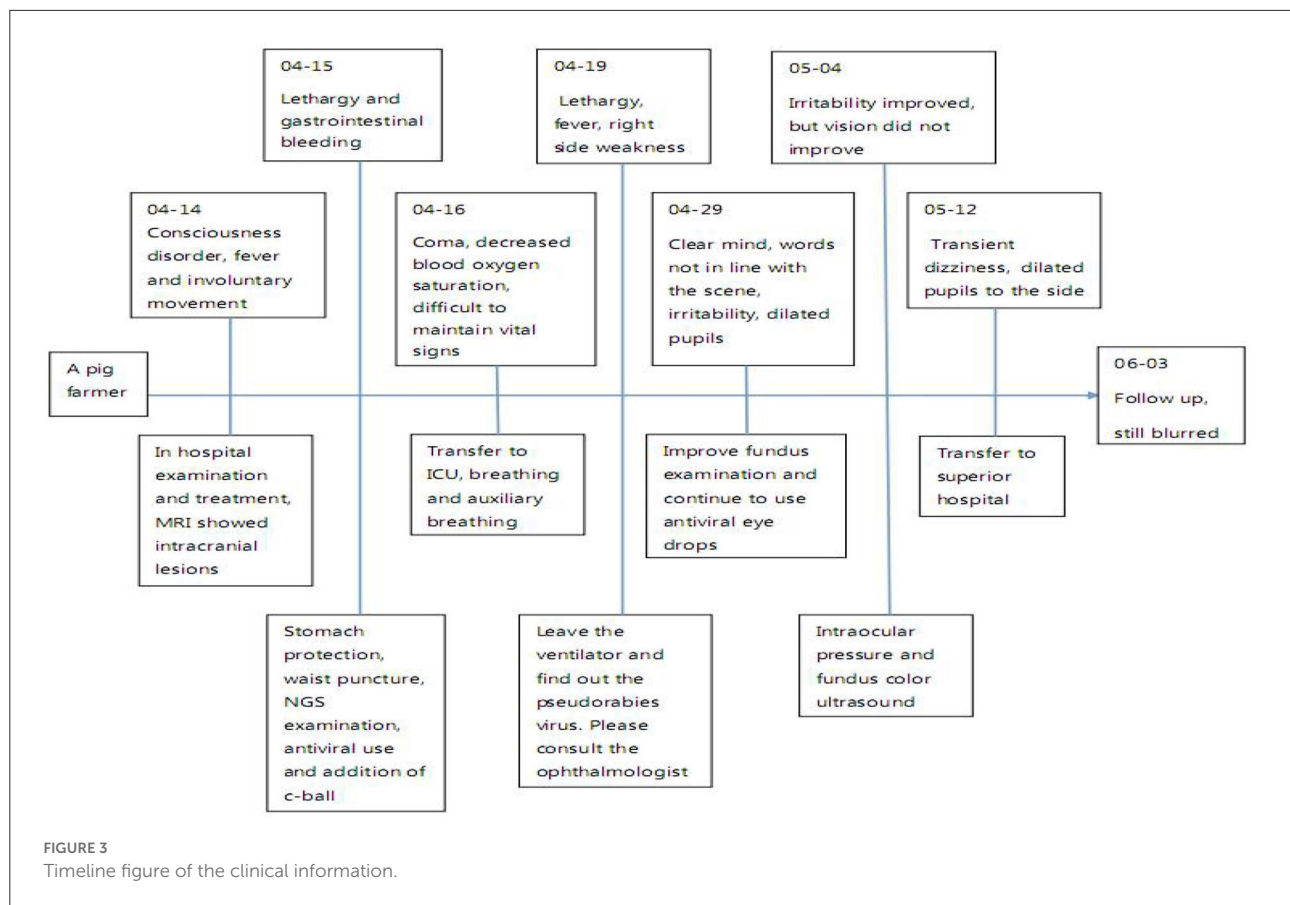 04-15
Lethargy and
gastrointestinal
bleeding
04-19
Lethargy,
fever, right
side weakness
05-04
Irritability improved,
but vision did not
improve
04-14
Consciousness
disorder, fever
and involuntary
movement
04-16
Coma, decreased
blood oxygen
saturation,
difficult to
maintain vital
signs
04-29
Clear mind, words
not in line with
the scene,
irritability, dilated
pupils
05-12
Transient
dizziness, dilated
pupils to the side
A pig
farmer
06-03
Follow up,
still blurred
In hospital
examination
and treatment,
MRI showed
intracranial
lesions
Transfer to
ICU, breathing
and auxiliary
breathing
Improve fundus
examination and
continue to use
antiviral eye
drops
Transfer to
superior
hospital
Stomach
protection,
waist puncture,
NGS
examination,
antiviral use
and addition of
c-ball
Leave the
ventilator and
find out the
pseudorabies
virus. Please
consult the
ophthalmologist
Intraocular
pressure and
fundus color
ultrasound
FIGURE 3
Timeline figure of the clinical information.